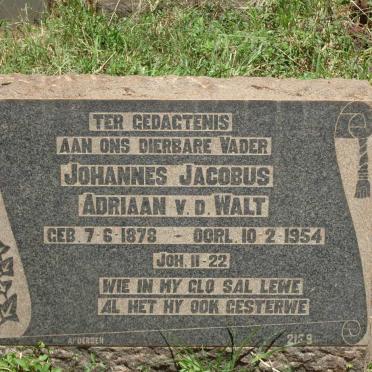 TER GEDAGTENIS
AAN ONS DIERBARE VADER
JOHANNES JACOBUS
ADRIAAN V. D. WALT
GEB. 7-6-1878 - OORL. 10-2-1954
JOH. 11-22
WIE IN MY GLO SAL LEWE
AL HET HY OOK GESTERWE